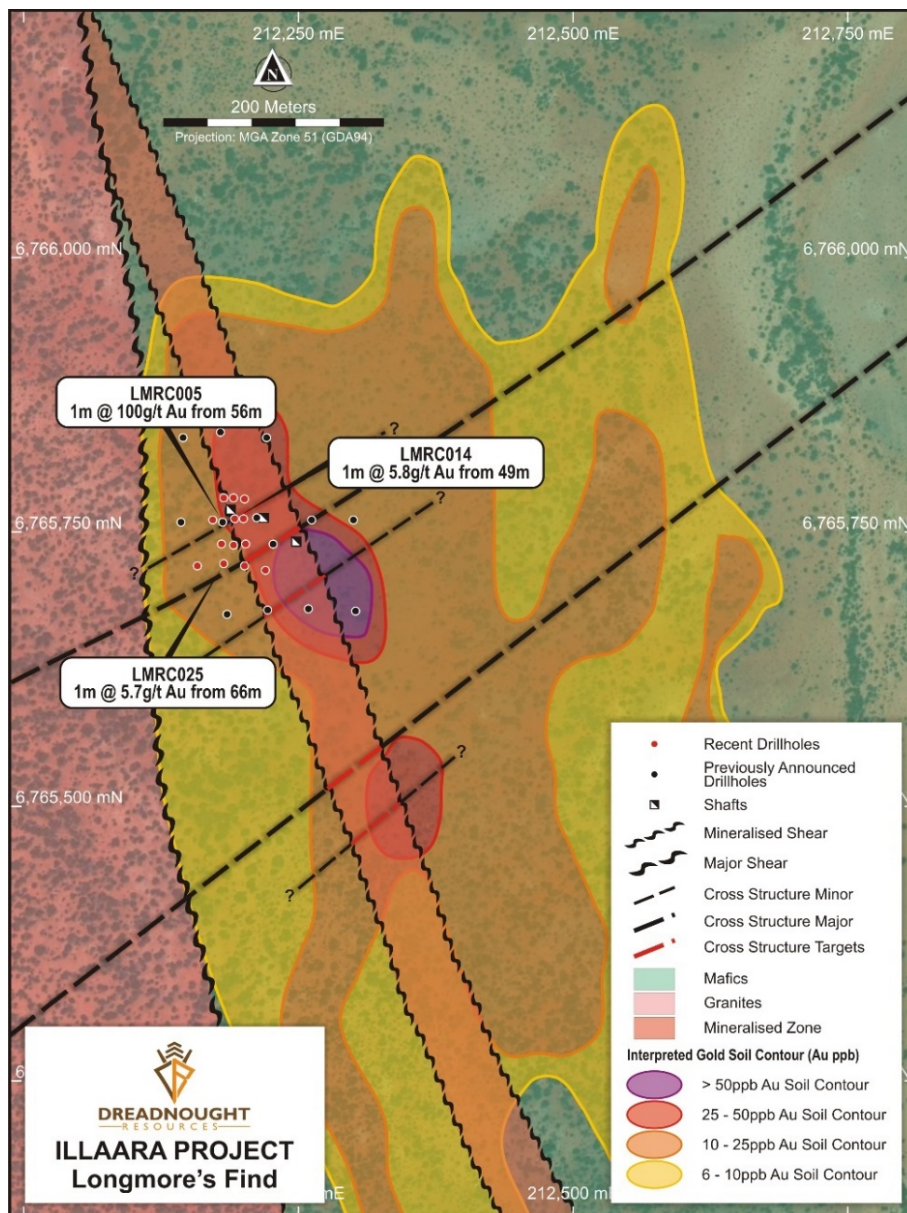 212,250 mE
212,500 mE
212,750 mE
N
200 Meters
Projection: MGA Zone 51 (GDA94)
6,766,000 mN
6,766,000 mN
LMRC005
1m @ 100g/t Au from 56m
?
LMRC014
1m @ 5.8g/t Au from 49m
?
6,765,750 mN
6,765,750 mN
?
LMRC025
1m @ 5.7g/t Au from 66m
?
6,765,500 mN
?
Recent Drillholes
Previously Announced
Drillholes
Shafts
Mineralised Shear
Major Shear
Cross Structure Minor
Cross Structure Major
Cross Structure Targets
Mafics
Granites
Mineralised Zone
Interpreted Gold Soil Contour (Au ppb)
> 50ppb Au Soil Contour
25 - 50ppb Au Soil Contour
10 - 25ppb Au Soil Contour
6 - 10ppb Au Soil Contour
DREADNOUGHT
RESOURCES
ILLAARA PROJECT
Longmore's Find
mE
212,500 mE